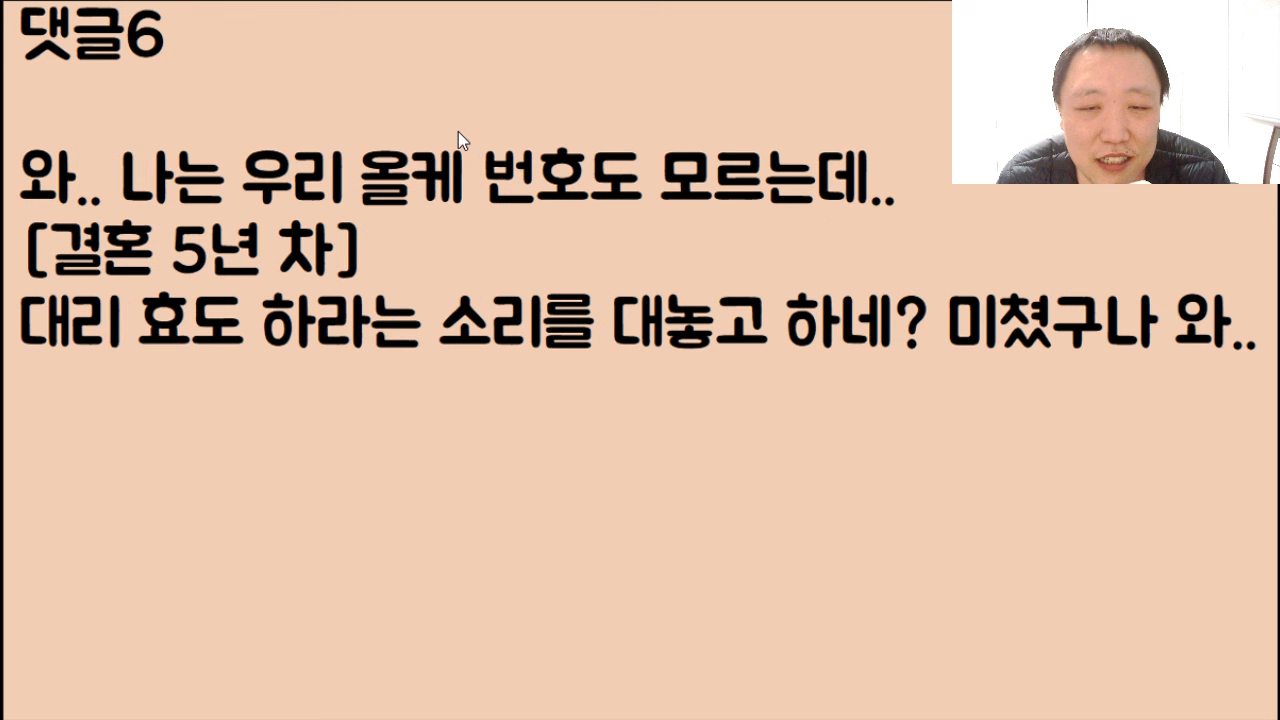 댓글6
와.. 나는 우리 올케 번호도 모르는데..
[결혼 5년 차]
대리 효도 하라는 소리를 대놓고 하네? 미쳤구나 와..